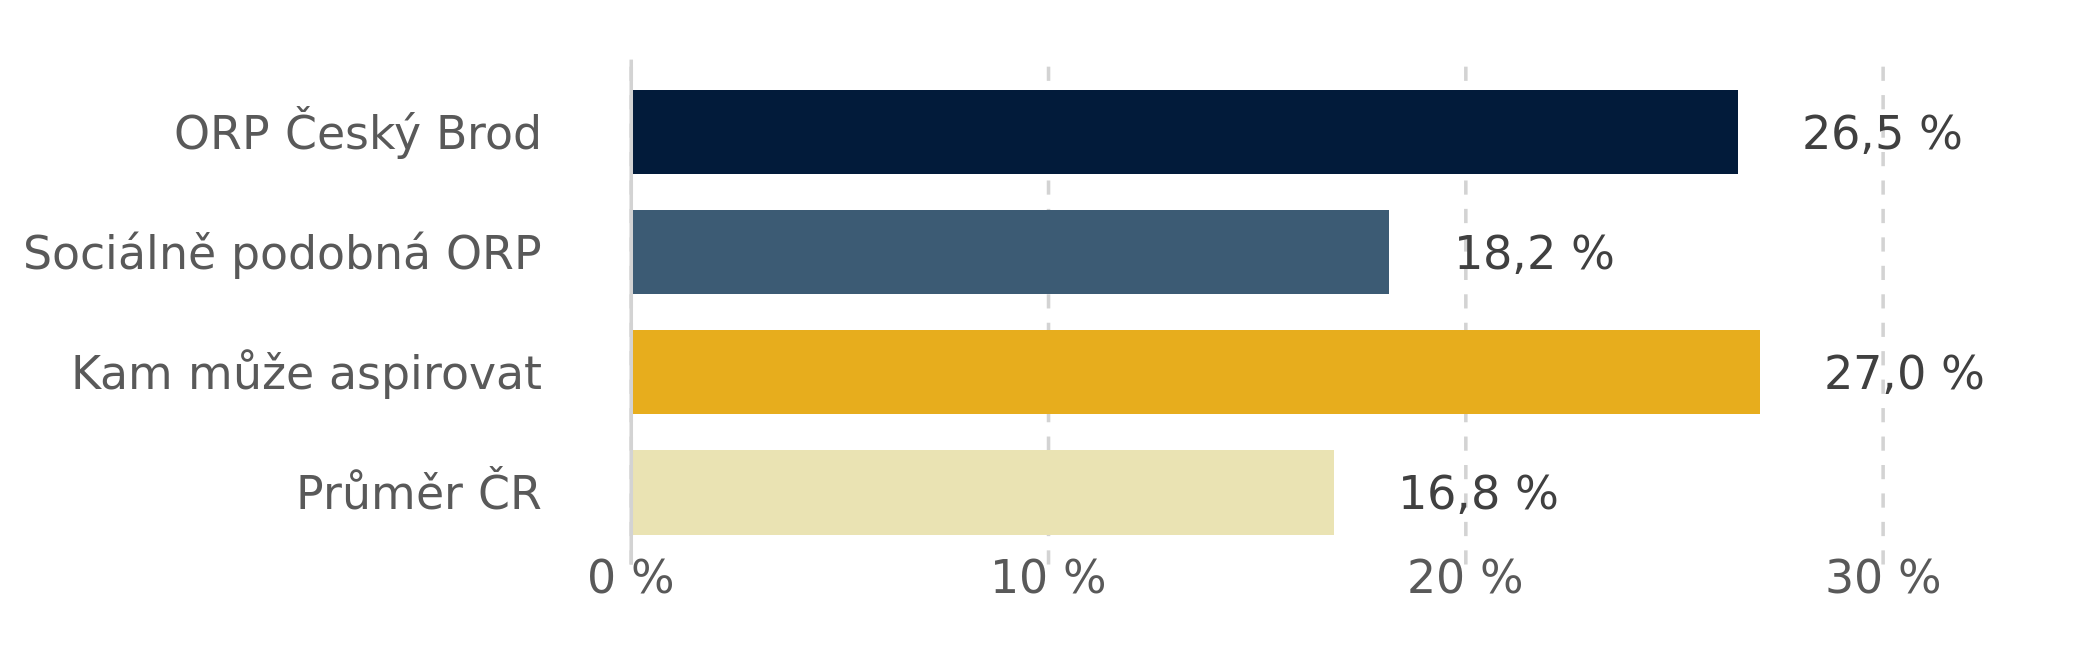 ORP Český Brod 26,5 %
Sociálně podobná ORP 18,2 %
Kam může aspirovat 27,0 %
Průměr ČR 16,8 %
0 % 10 % 20 % 30 %